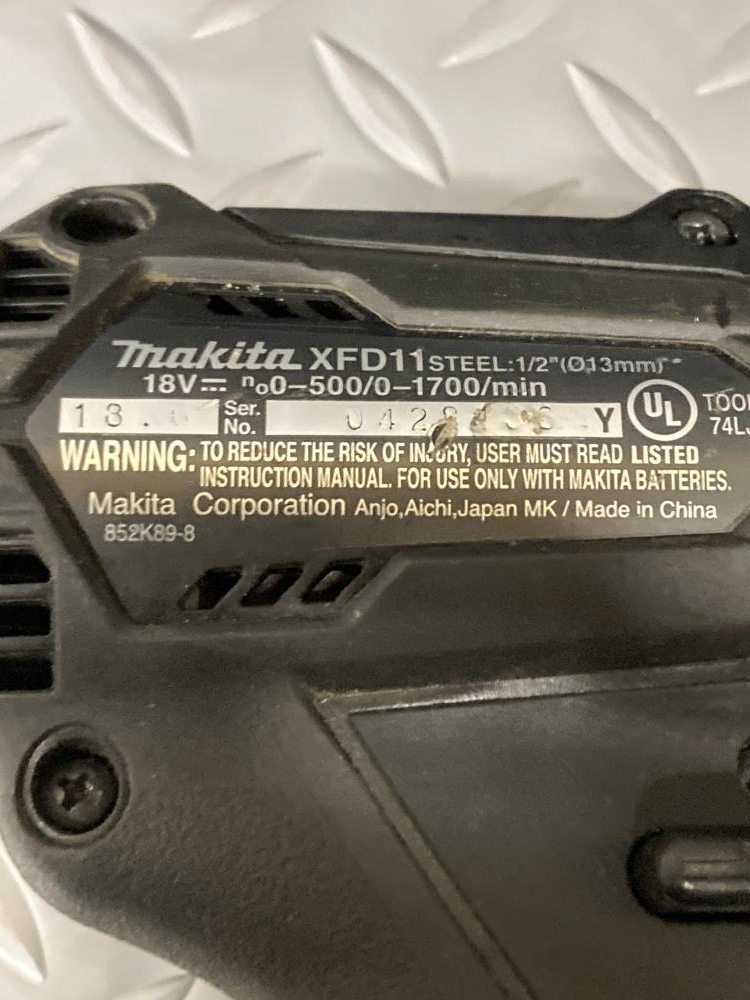 makita XFD11 STEEL:1/2"(Ø13mm)
18V⎓ n₀0-500/0-1700/min
Ser. No. Y UL TOOL
WARNING: TO REDUCE THE RISK OF INJURY, USER MUST READ LISTED
INSTRUCTION MANUAL. FOR USE ONLY WITH MAKITA BATTERIES.
Makita Corporation Anjo,Aichi,Japan MK / Made in China
852K89-8